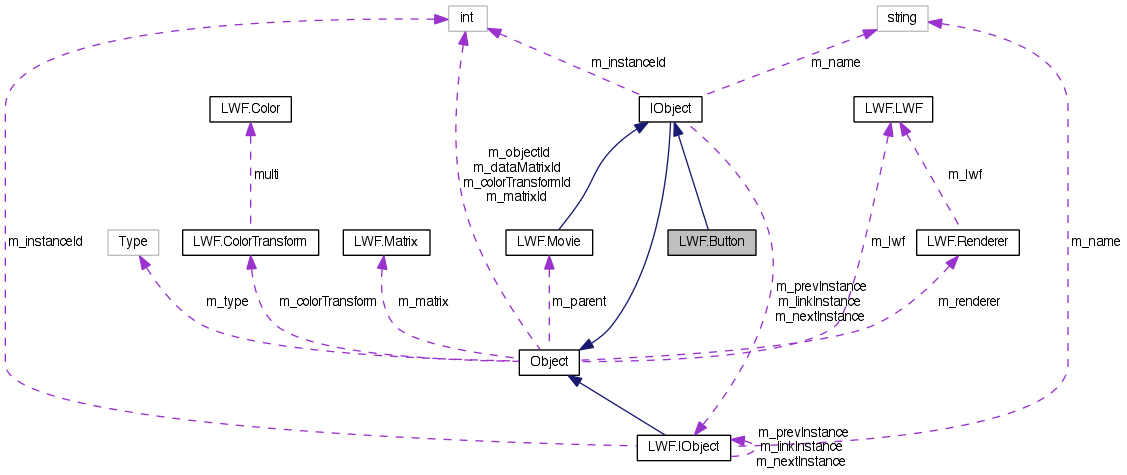 int
string
m_instanceId
m_name
LWF.Color
IObject
LWF.LWF
m_objectId
m_dataMatrixId
m_colorTransformId
m_matrixId
multi
m_lwf
m_instanceId
Type
LWF.ColorTransform
LWF.Matrix
LWF.Movie
LWF.Button
m_lwf
LWF.Renderer
m_name
m_type
m_colorTransform
m_matrix
m_parent
m_prevInstance
m_linkInstance
m_nextInstance
m_renderer
Object
LWF.IObject
m_prevInstance
m_linkInstance
m_nextInstance